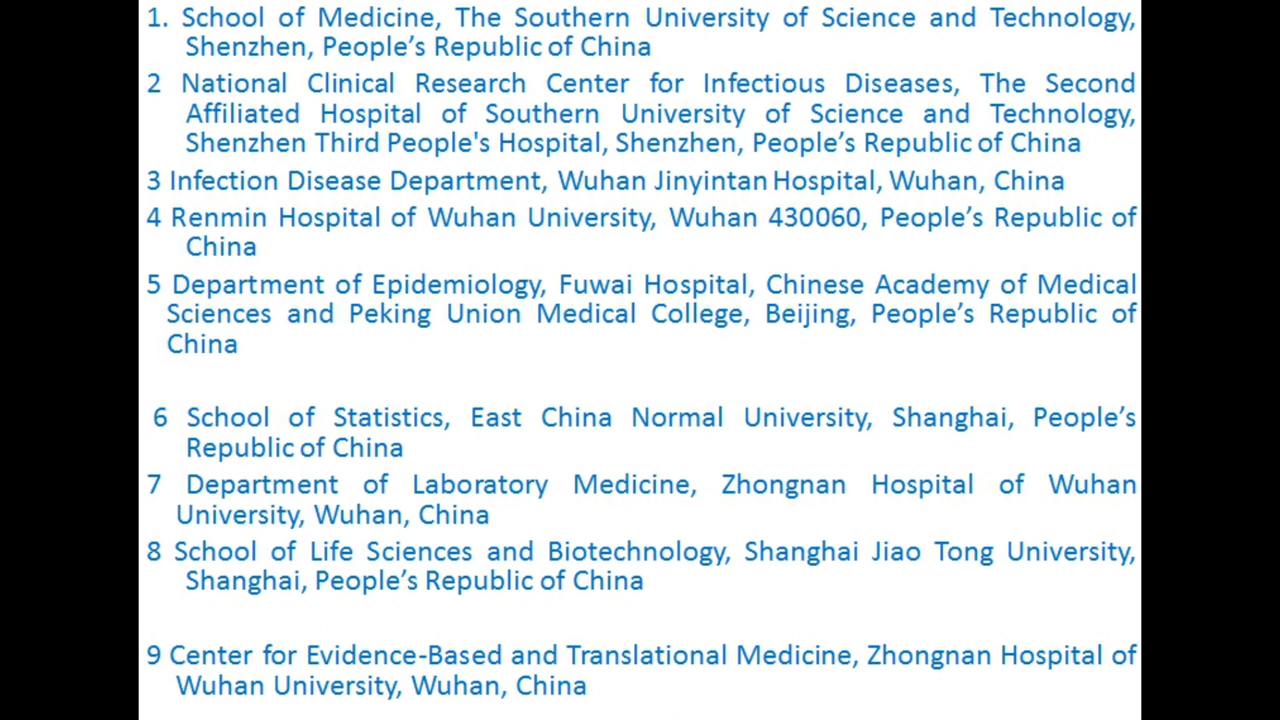 1. School of Medicine, The Southern University of Science and Technology,
Shenzhen, People’s Republic of China
2 National Clinical Research Center for Infectious Diseases, The Second
Affiliated Hospital of Southern University of Science and Technology,
Shenzhen Third People's Hospital, Shenzhen, People’s Republic of China
3 Infection Disease Department, Wuhan Jinyintan Hospital, Wuhan, China
4 Renmin Hospital of Wuhan University, Wuhan 430060, People’s Republic of
China
5 Department of Epidemiology, Fuwai Hospital, Chinese Academy of Medical
Sciences and Peking Union Medical College, Beijing, People’s Republic of
China
6 School of Statistics, East China Normal University, Shanghai, People’s
Republic of China
7 Department of Laboratory Medicine, Zhongnan Hospital of Wuhan
University, Wuhan, China
8 School of Life Sciences and Biotechnology, Shanghai Jiao Tong University,
Shanghai, People’s Republic of China
9 Center for Evidence-Based and Translational Medicine, Zhongnan Hospital of
Wuhan University, Wuhan, China